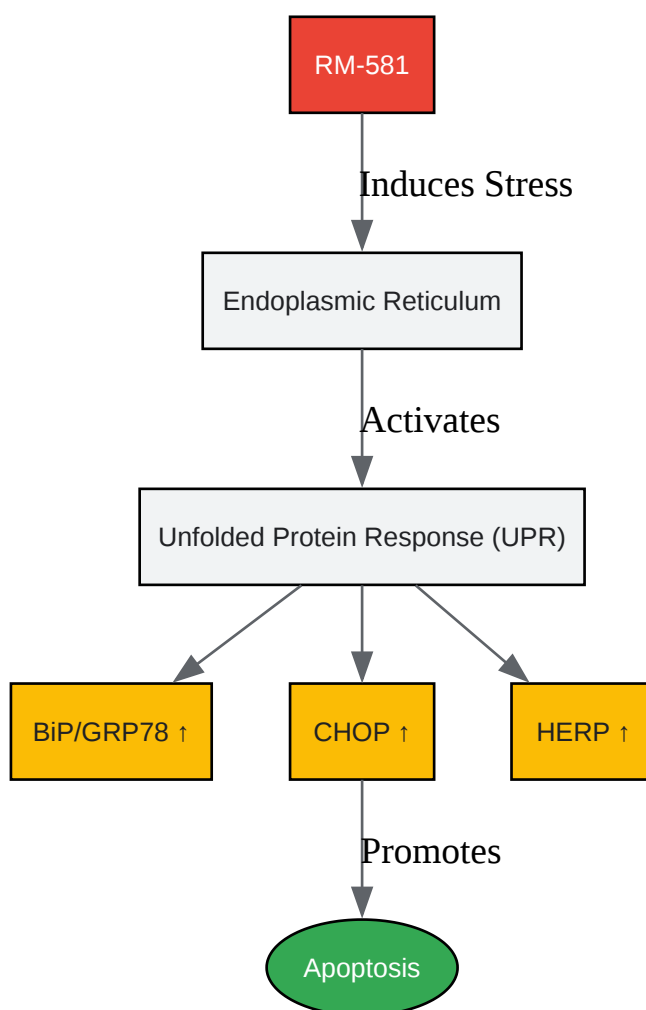 RM-581
Induces Stress
Endoplasmic Reticulum
Activates
Unfolded Protein Response (UPR)
BiP/GRP78 ↑
CHOP ↑
HERP ↑
Promotes
Apoptosis